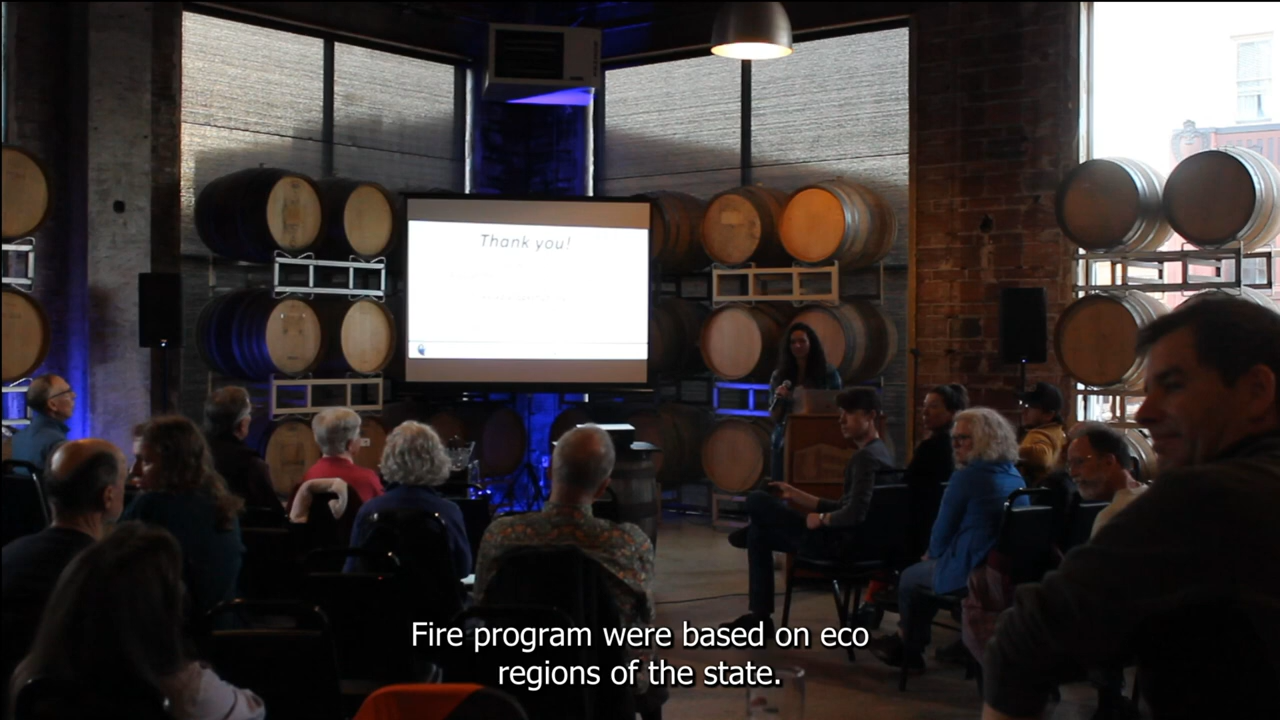 Thank you!
Fire program were based on eco
regions of the state.